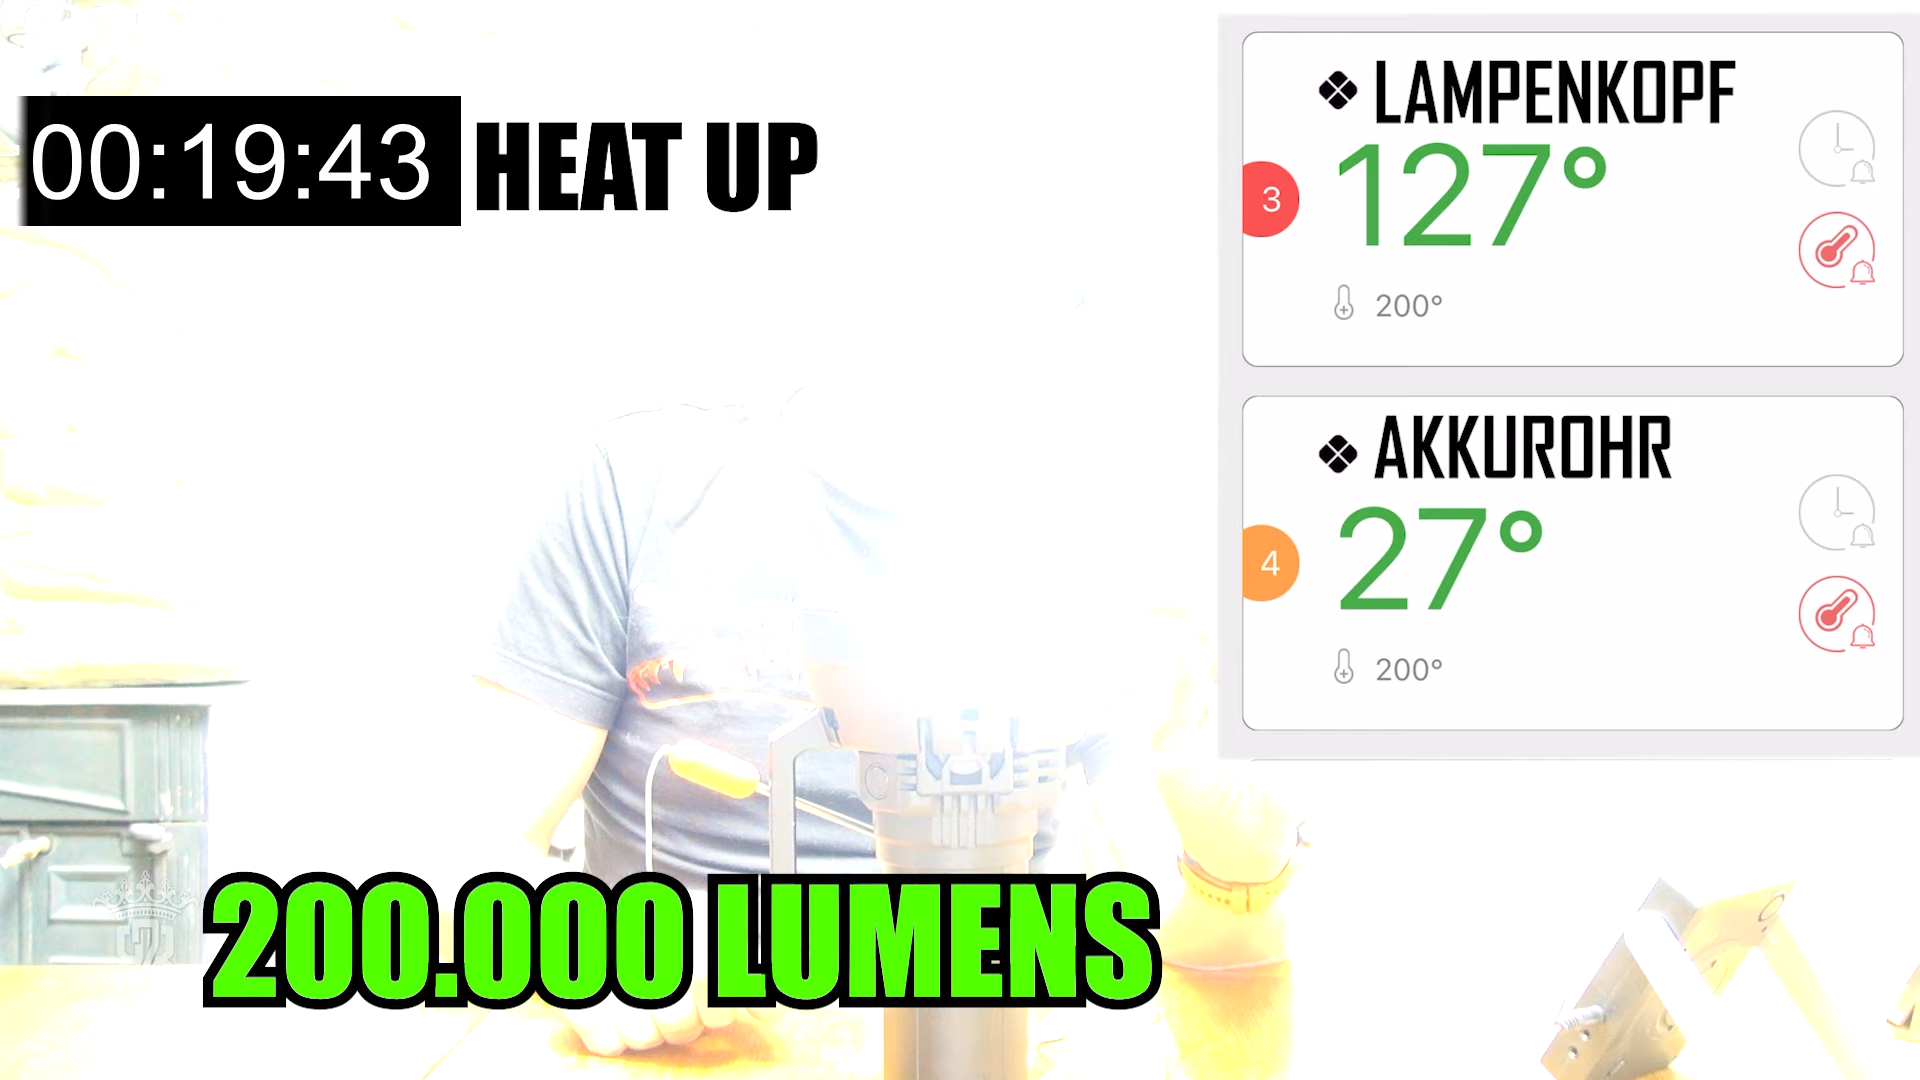 00:19:43 HEAT UP
LAMPENKOPF
3
127°
200°
AKKUROHR
4
27°
200°
200.000 LUMENS